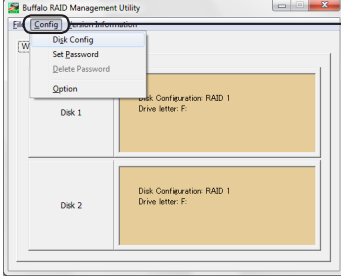 Buffalo RAID Management Utility
Config Version Information
Disk Config
Set Password
Delete Password
Option
Disk 1
Disk Configuration: RAID 1
Drive letter: F:
Disk 2
Disk Configuration: RAID 1
Drive letter: F: